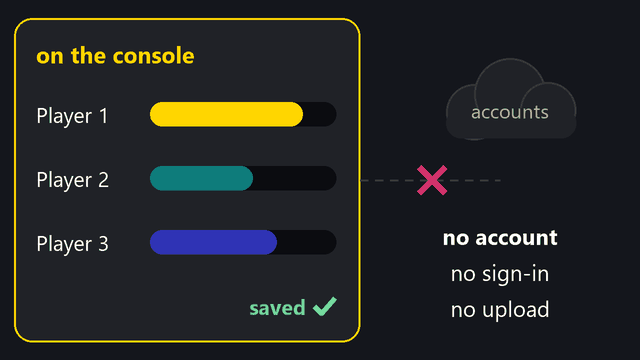 on the console
Player 1
Player 2
Player 3
saved
accounts
no account
no sign-in
no upload